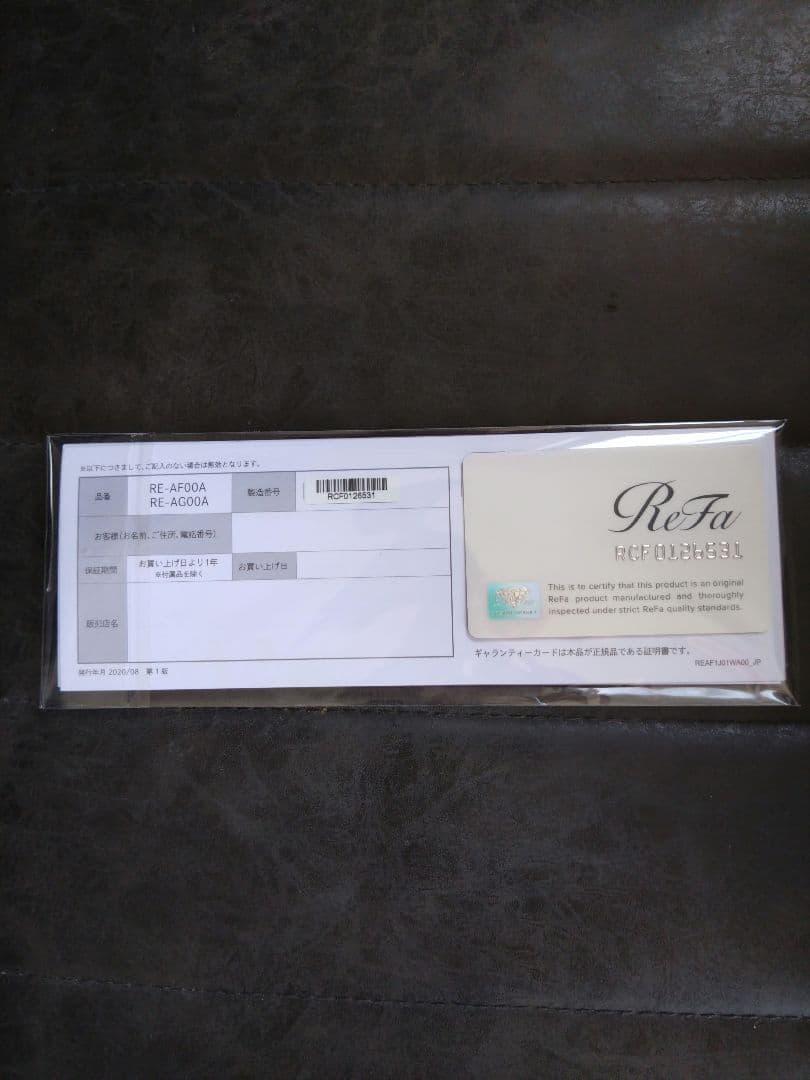 ※以下につきまして、ご記入のない場合は無効となります。
品番
RE-AF00A
RE-AG00A
製造番号
RCF0126531
お客様(お名前、ご住所、電話番号)
保証期間
お買い上げ日より1年
※付属品を除く
お買い上げ日
販売店名
発行年月 2020/08 第1版
ReFa
RCF0126531
This is to certify that this product is an original
ReFa product manufactured and thoroughly
inspected under strict ReFa quality standards.
ギャランティーカードは本品が正規品である証明書です。
REAF1J01WA00_JP